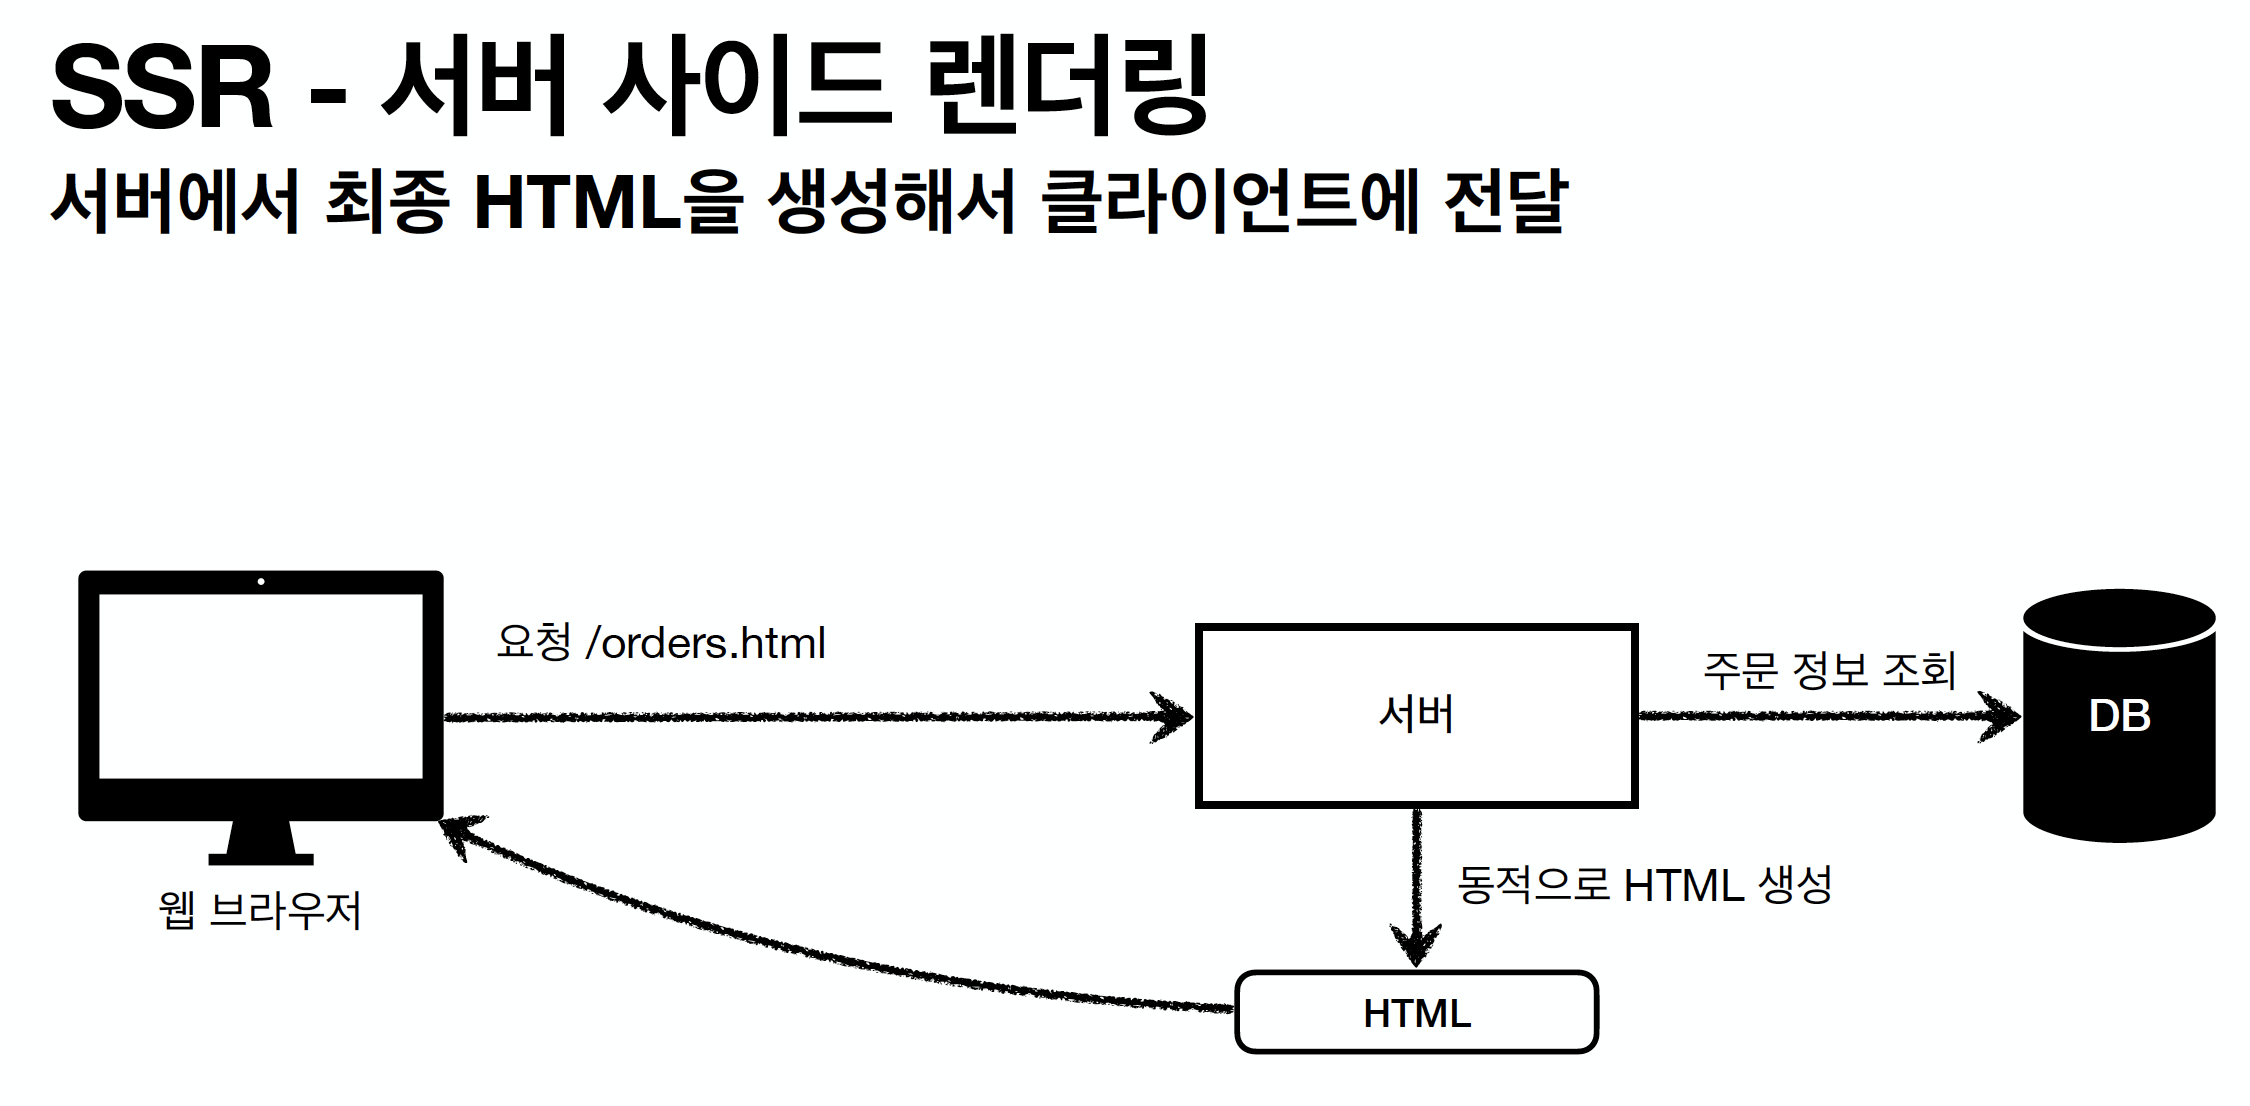 SSR - 서버 사이드 렌더링
서버에서 최종 HTML을 생성해서 클라이언트에 전달
요청 /orders.html
서버
주문 정보 조회
DB
웹 브라우저
동적으로 HTML 생성
HTML